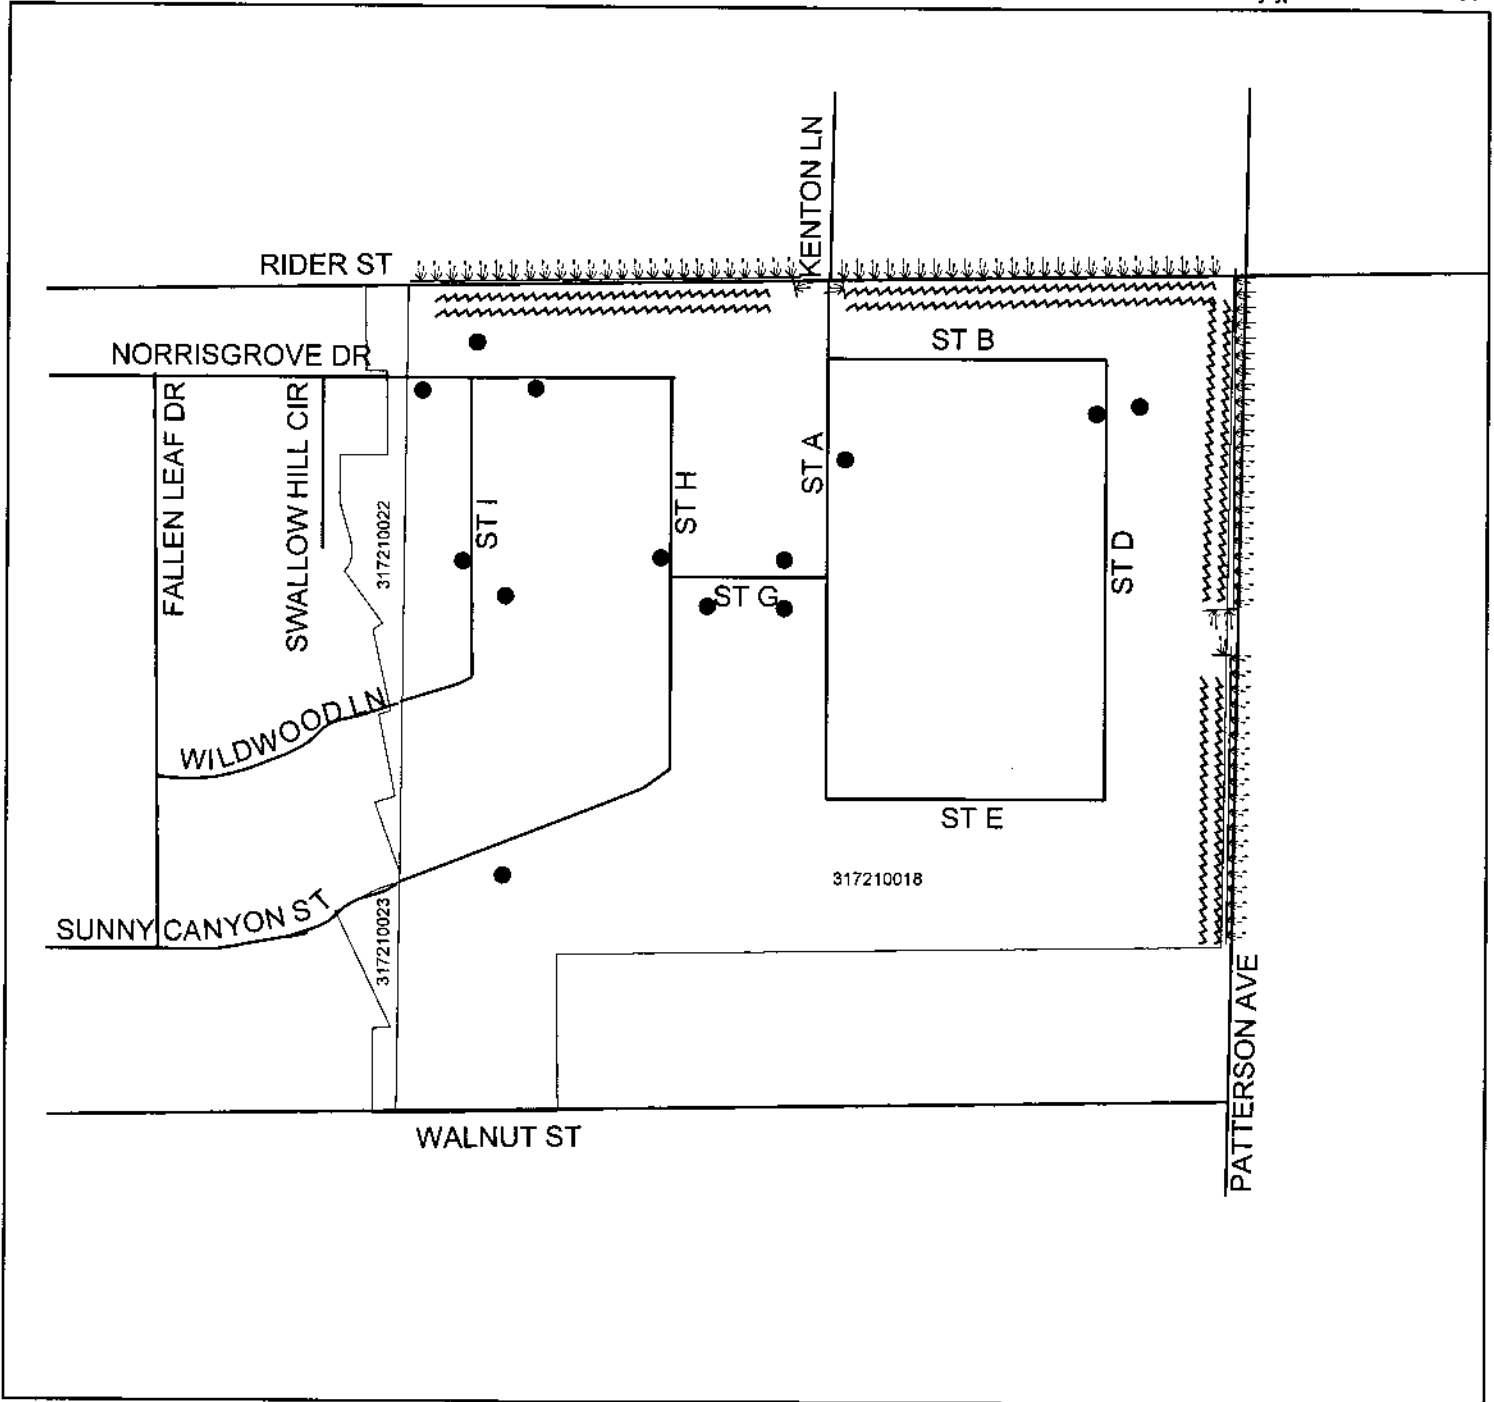 KENTON LN
RIDER ST
NORRISGROVE DR
ST B
FALLEN LEAF DR
SWALLOW HILL CIR
317210022
ST I
ST H
ST A
ST D
ST G
WILDWOOD LN
ST E
317210018
SUNNY CANYON ST
317210023
PATTERSON AVE
WALNUT ST